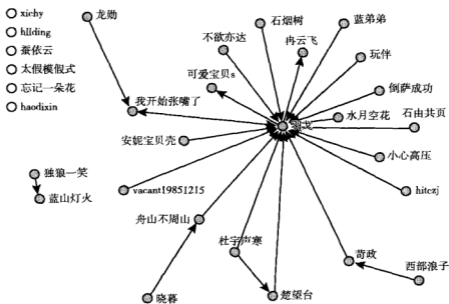 xichy
hllding
蚕依云
太假模假式
忘记一朵花
haodixin
龙勋
石烟树
蓝弟弟
不欲亦达
冉云飞
玩伴
可爱宝贝s
我开始张嘴了
倒萨成功
水月空花
石由共页
安妮宝贝壳
小心高压
独狼一笑
蓝山灯火
vacant19851215
hitczj
舟山不周山
杜宇声寒
苛政
西部浪子
晓暮
楚望台